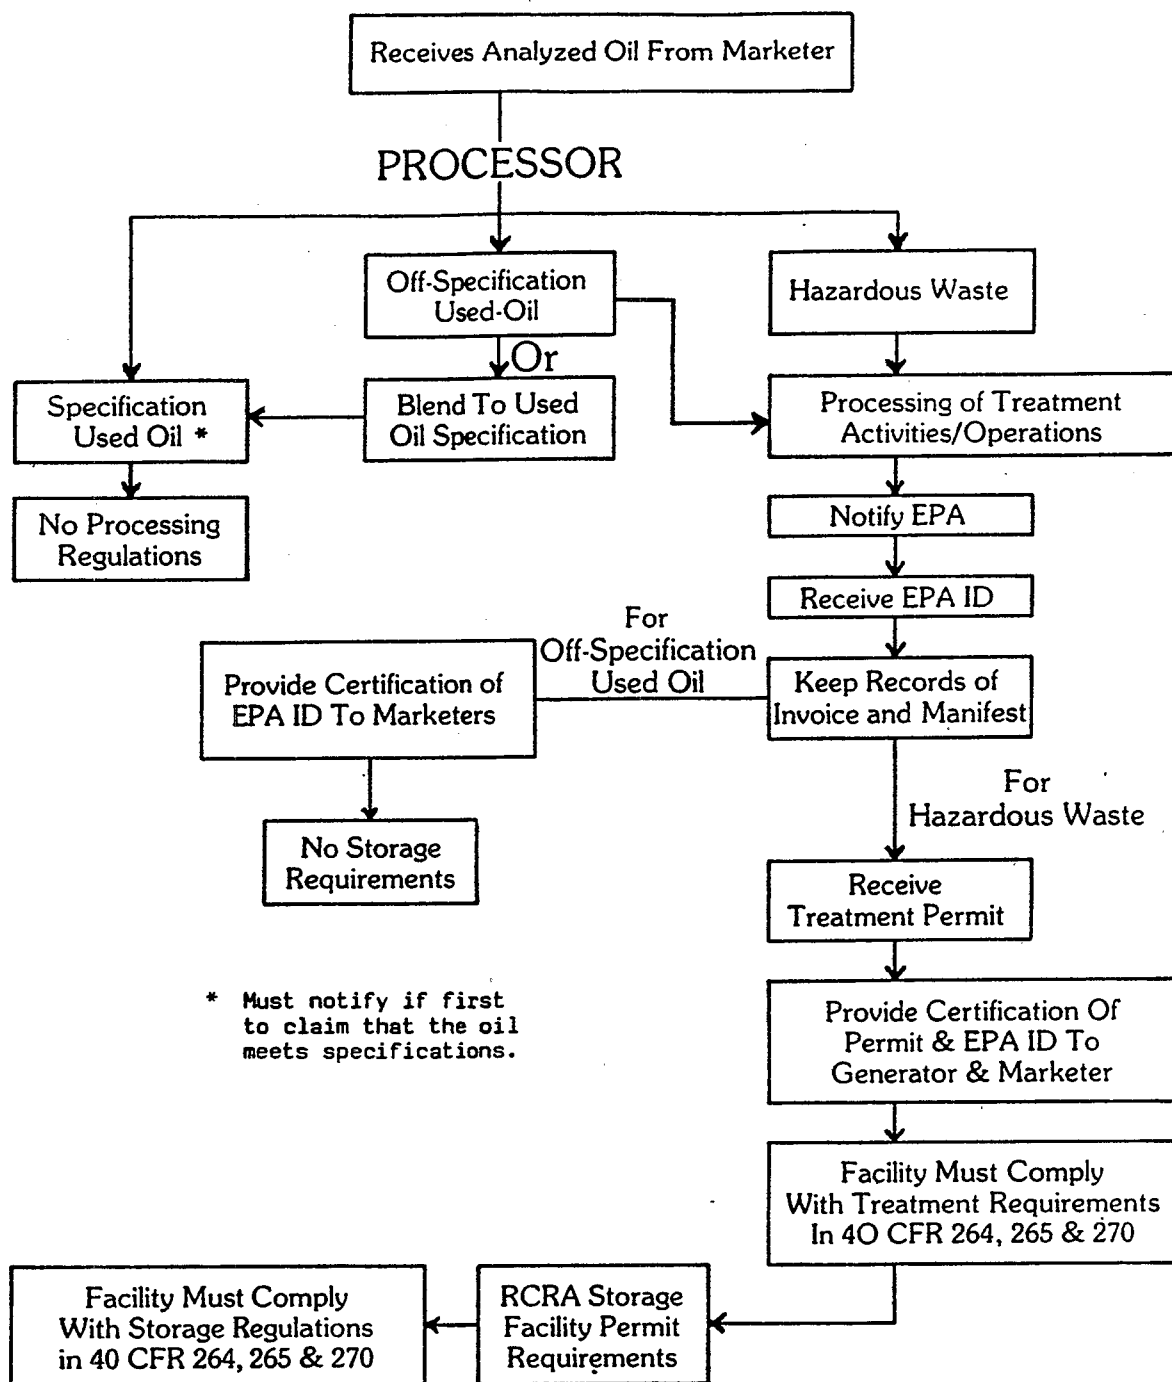 Receives Analyzed Oil From Marketer
PROCESSOR
Off-Specification
Used-Oil
Hazardous Waste
Or
Specification
Used Oil *
Blend To Used
Oil Specification
Processing of Treatment
Activities/Operations
No Processing
Regulations
Notify EPA
Receive EPA ID
For
Off-Specification
Used Oil
Provide Certification of
EPA ID To Marketers
Keep Records of
Invoice and Manifest
For
Hazardous Waste
No Storage
Requirements
Receive
Treatment Permit
* Must notify if first
to claim that the oil
meets specifications.
Provide Certification Of
Permit & EPA ID To
Generator & Marketer
Facility Must Comply
With Treatment Requirements
In 4O CFR 264, 265 & 270
RCRA Storage
Facility Permit
Requirements
Facility Must Comply
With Storage Regulations
in 40 CFR 264, 265 & 270